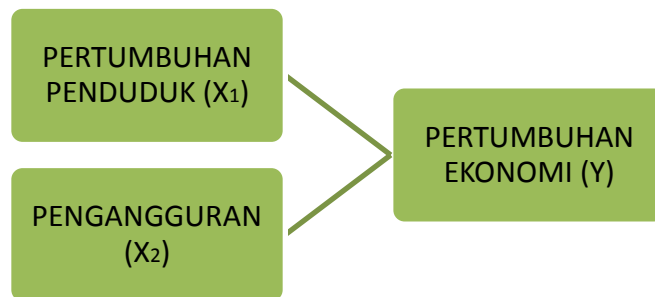 PERTUMBUHAN
PENDUDUK (X1)
PENGANGGURAN
(X2)
PERTUMBUHAN
EKONOMI (Y)